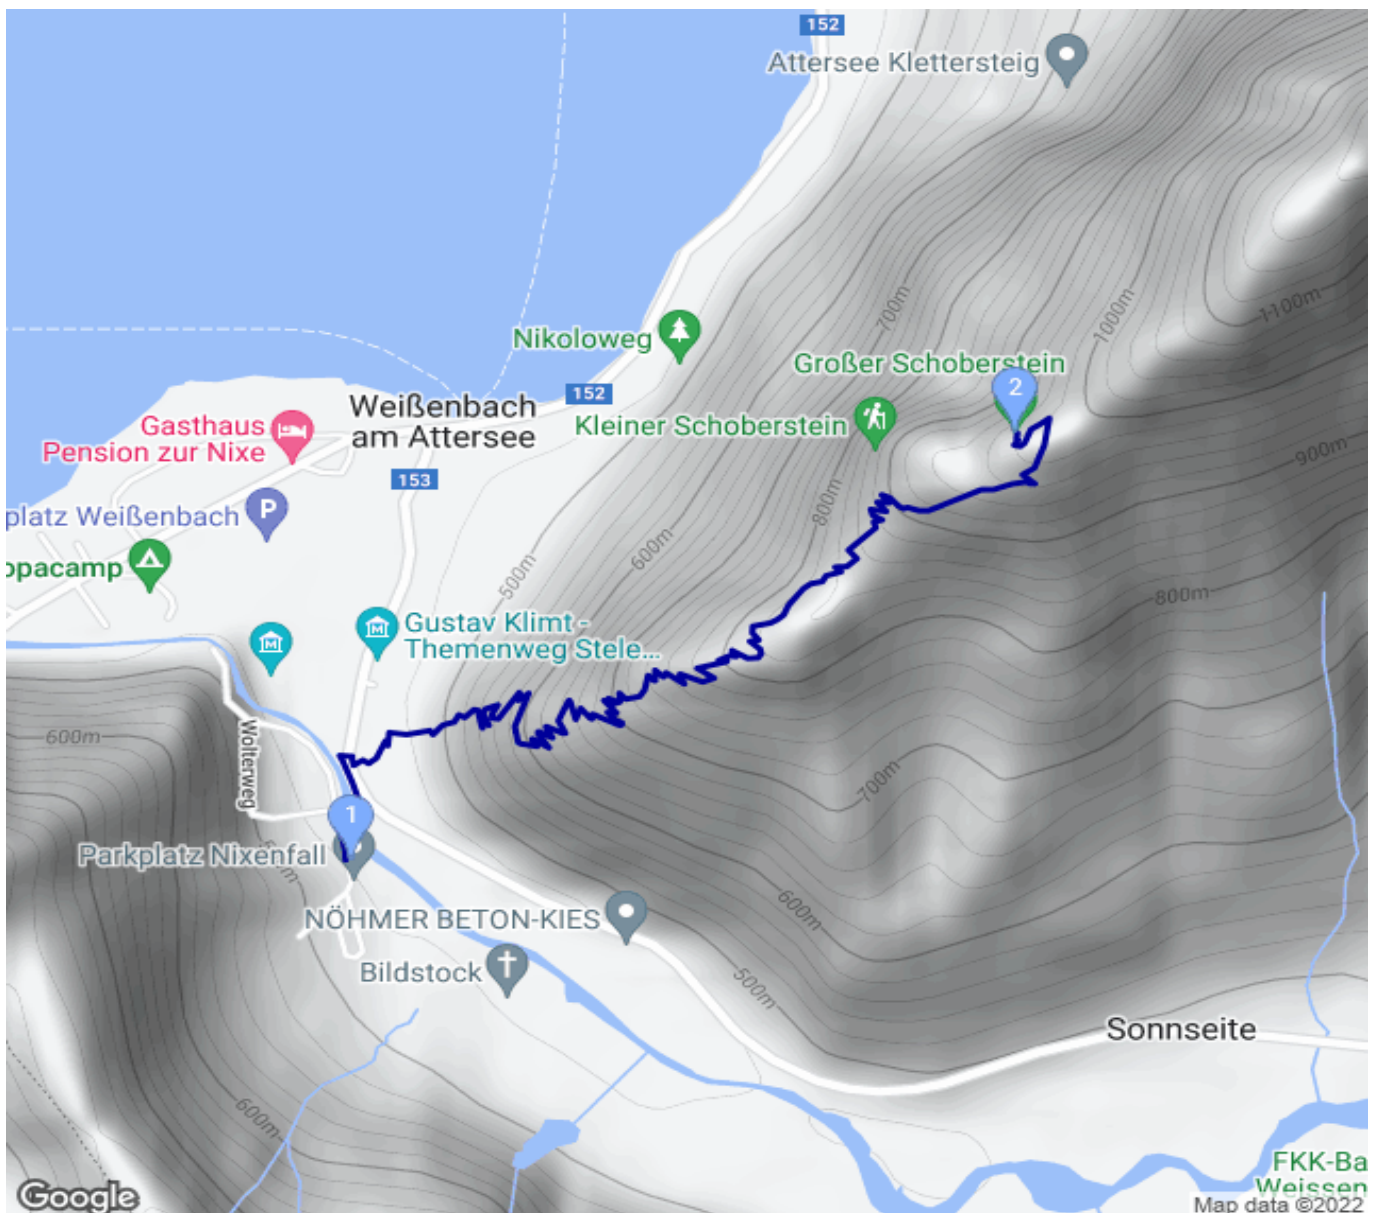 152
Attersee Klettersteig
1100m
700m
1000m
Nikoloweg
Großer Schoberstein
2
152
Weißenbach
am Attersee
Gasthaus
Pension zur Nixe
Kleiner Schoberstein
900m
153
800m
platz Weißenbach
P
600m
500m
opacamp
800m
Gustav Klimt -
Themenweg Stele...
600m
Wolterweg
700m
1
Parkplatz Nixenfall
600m
NÖHMER BETON-KIES
Bildstock
500m
Sonnseite
600m
FKK-Ba
Weissen
Google
Map data ©2022